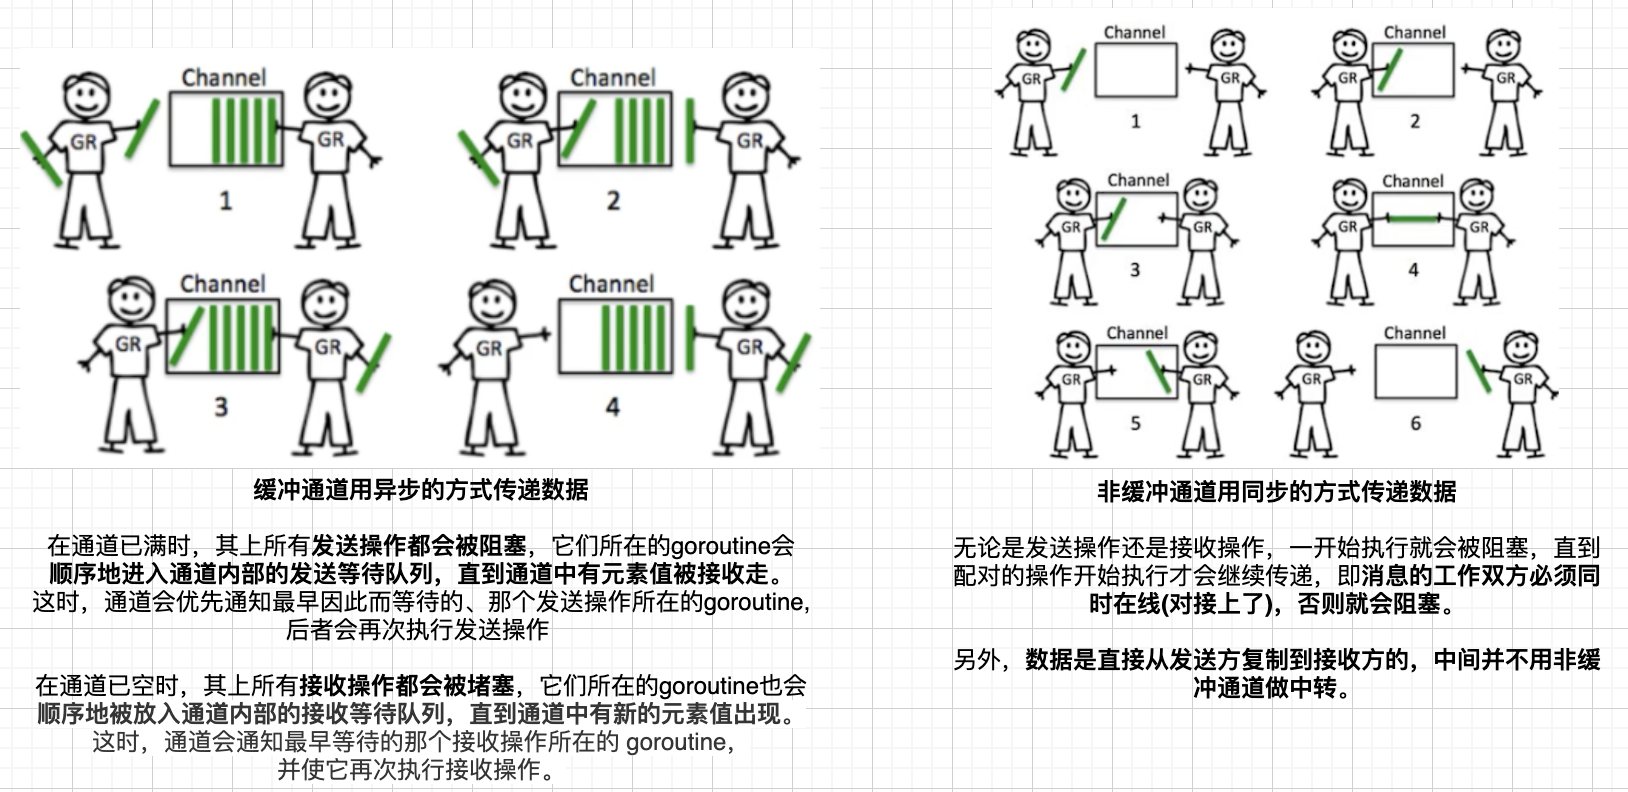 Channel
GR
GR
1
Channel
GR
GR
2
Channel
GR
GR
3
Channel
GR
GR
4
缓冲通道用异步的方式传递数据
在通道已满时，其上所有发送操作都会被阻塞，它们所在的goroutine会
顺序地进入通道内部的发送等待队列，直到通道中有元素值被接收走。
这时，通道会优先通知最早因此而等待的、那个发送操作所在的goroutine，
后者会再次执行发送操作
在通道已空时，其上所有接收操作都会被堵塞，它们所在的goroutine也会
顺序地被放入通道内部的接收等待队列，直到通道中有新的元素值出现。
这时，通道会通知最早等待的那个接收操作所在的 goroutine，
并使它再次执行接收操作。
Channel
GR
GR
1
Channel
GR
GR
2
Channel
GR
GR
3
Channel
GR
GR
4
Channel
GR
GR
5
Channel
GR
GR
6
非缓冲通道用同步的方式传递数据
无论是发送操作还是接收操作，一开始执行就会被阻塞，直到
配对的操作开始执行才会继续传递，即消息的工作双方必须同
时在线(对接上了)，否则就会阻塞。
另外，数据是直接从发送方复制到接收方的，中间并不用非缓
冲通道做中转。